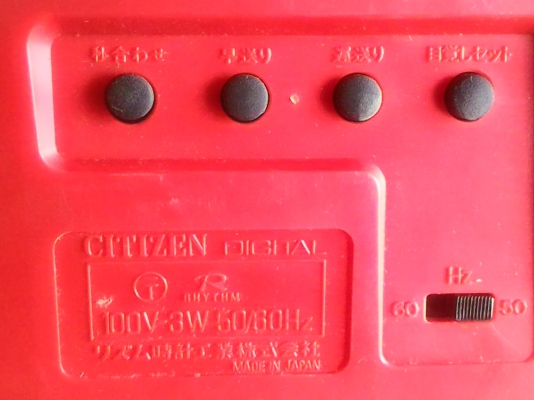 秒合わせ 早送り 遅送り 目覚しセット
CITIZEN DIGITAL
RHYTHM
100V-3W 50/60Hz
リズム時計工業株式会社
MADE IN JAPAN
Hz
60 50